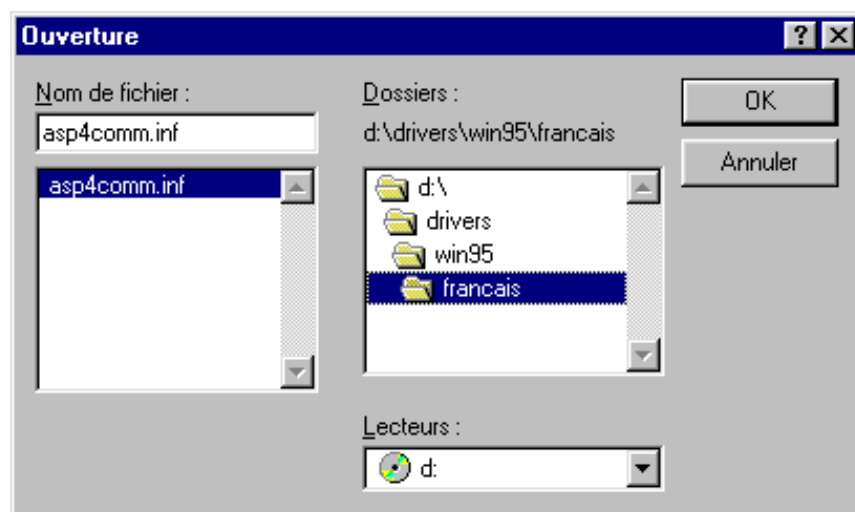 Ouverture
Nom de fichier :
asp4comm.inf
asp4comm.inf
Dossiers :
d:\drivers\win95\francais
d:\
drivers
win95
francais
Lecteurs :
d:
OK
Annuler